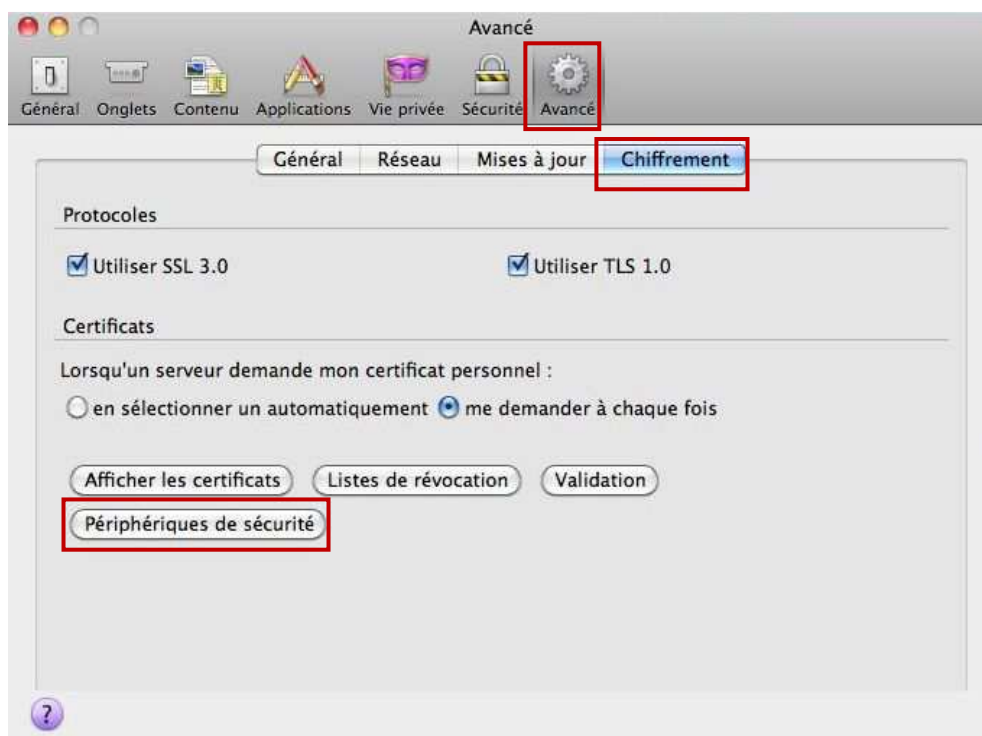 Avancé
Général Onglets Contenu Applications Vie privée Sécurité Avancé
Général Réseau Mises à jour Chiffrement
Protocoles
Utiliser SSL 3.0 Utiliser TLS 1.0
Certificats
Lorsqu'un serveur demande mon certificat personnel :
en sélectionner un automatiquement me demander à chaque fois
Afficher les certificats Listes de révocation Validation
Périphériques de sécurité
?